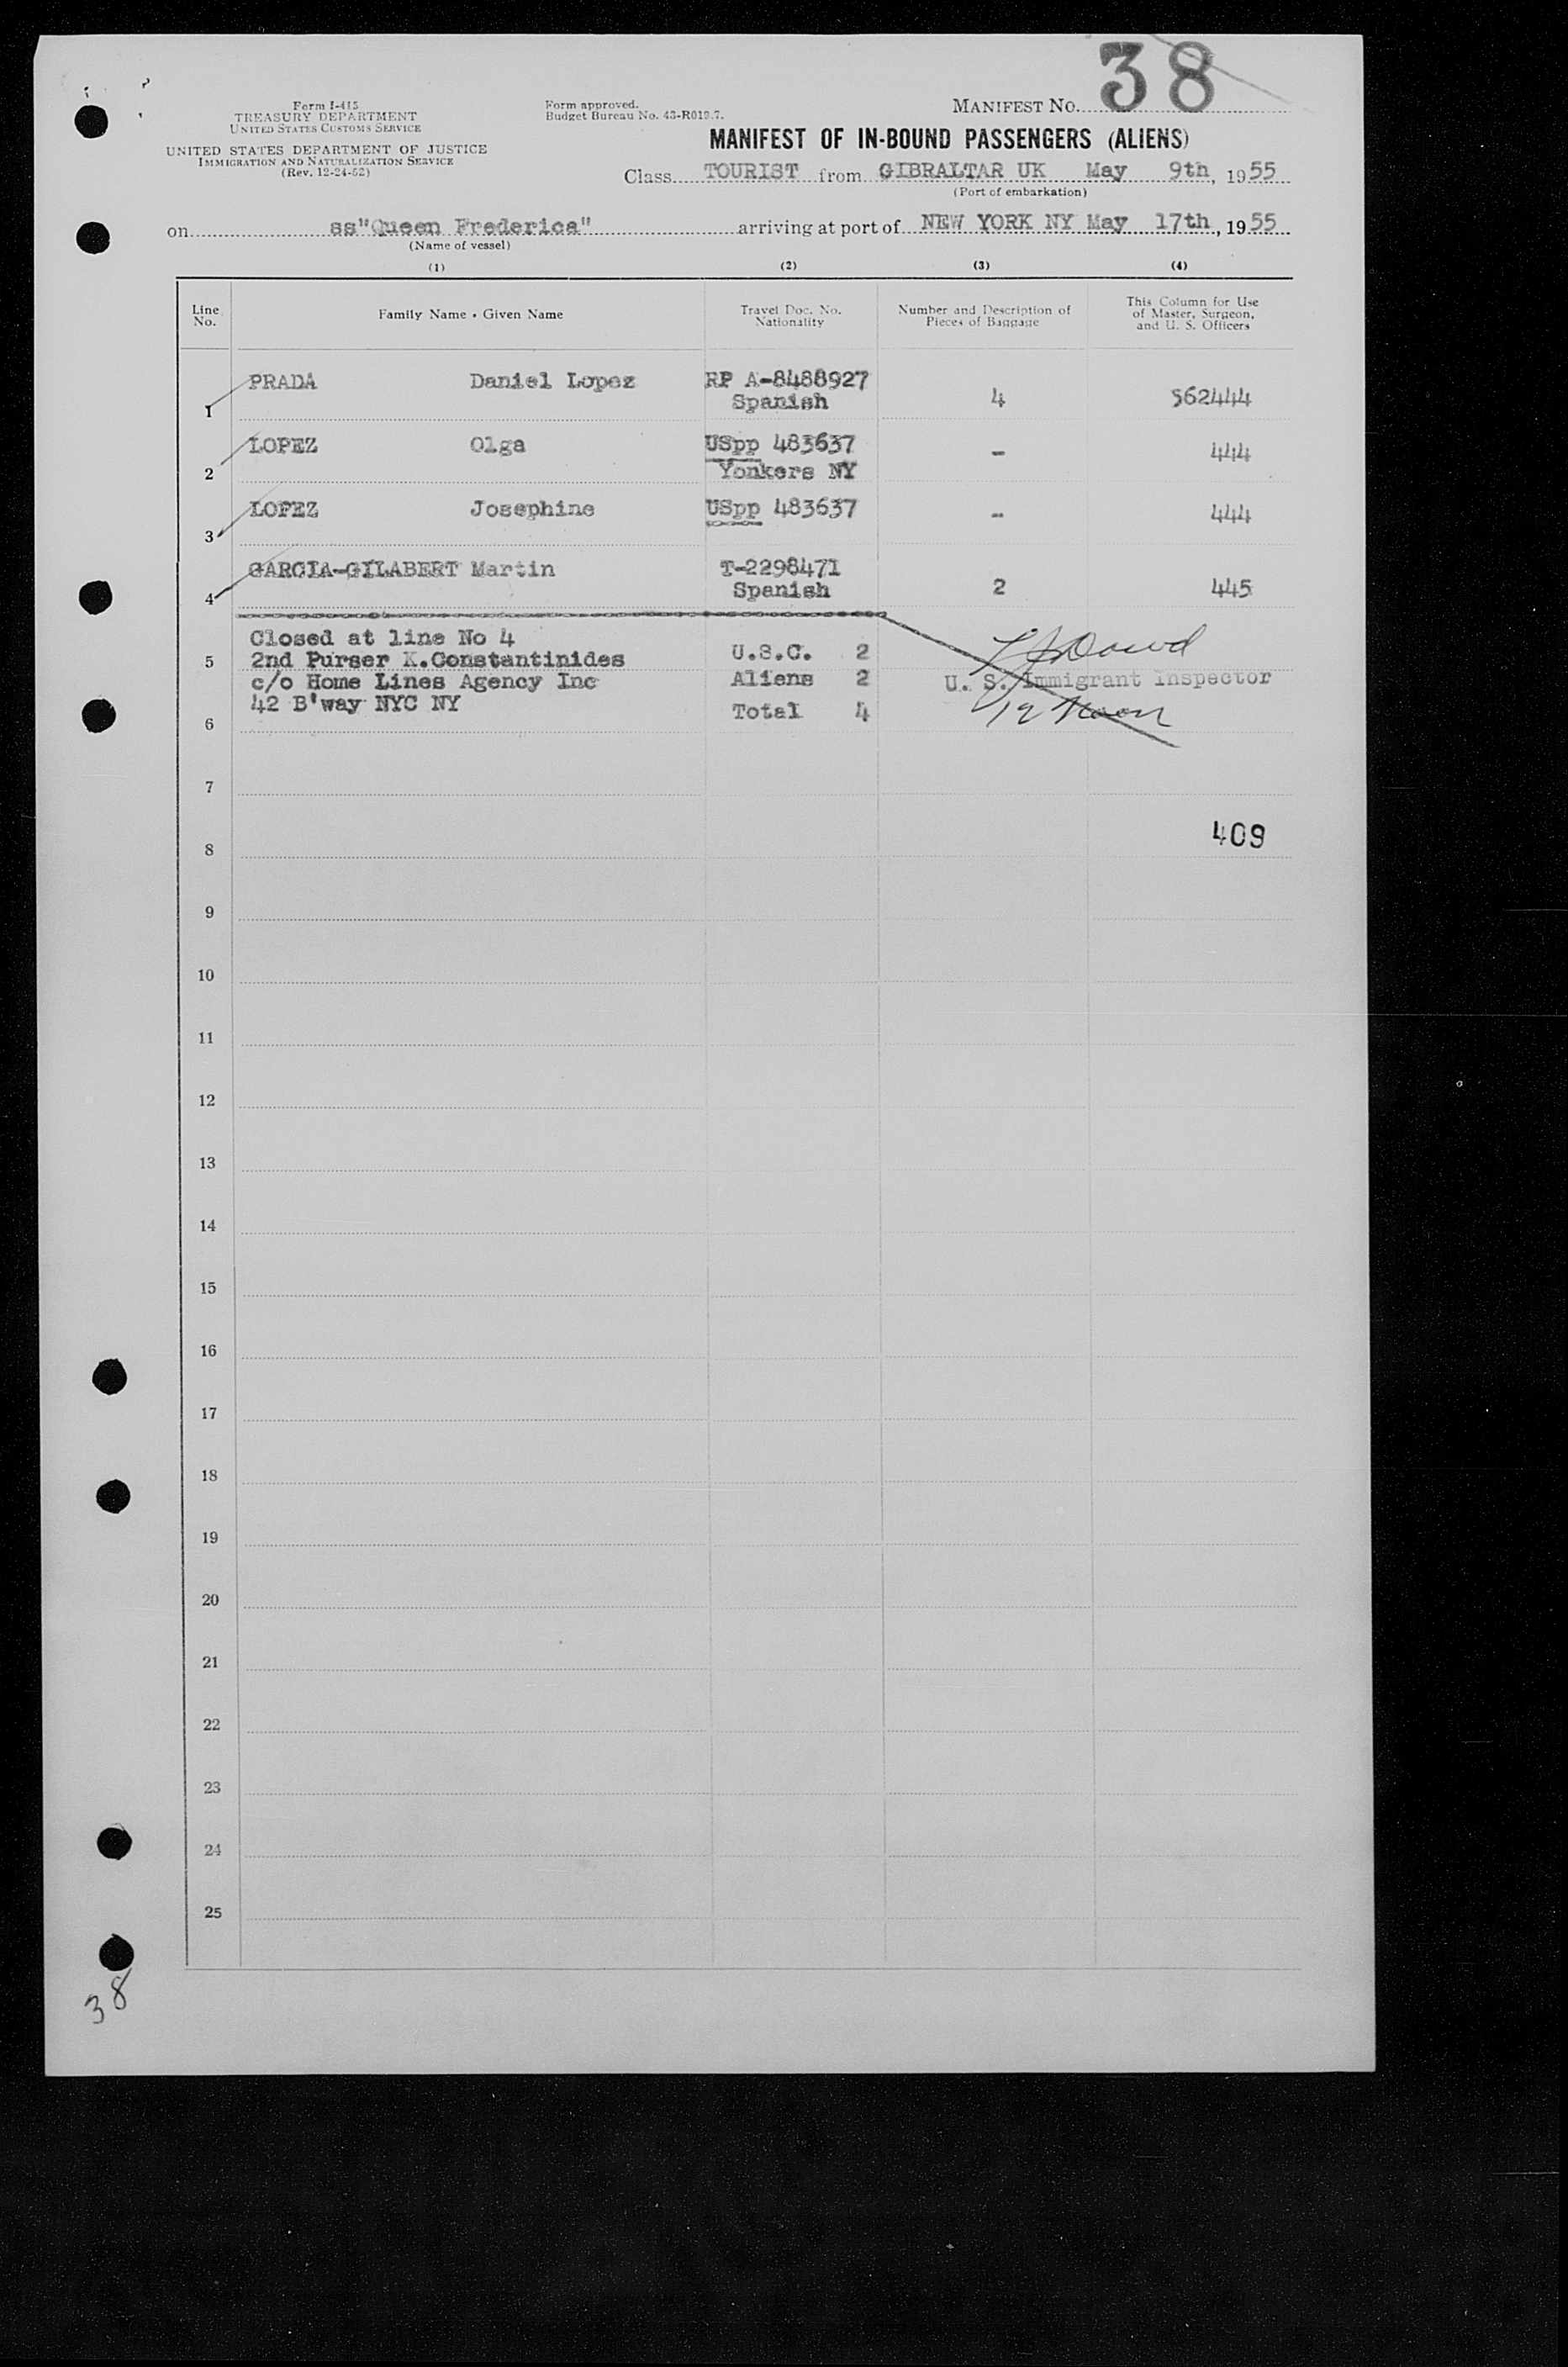 38
Form I-415
TREASURY DEPARTMENT
UNITED STATES CUSTOMS SERVICE
UNITED STATES DEPARTMENT OF JUSTICE
IMMIGRATION AND NATURALIZATION SERVICE
(Rev. 12-24-52)
Form approved.
Budget Bureau No. 43-R019.7.
MANIFEST NO.
MANIFEST OF IN-BOUND PASSENGERS (ALIENS)
Class TOURIST from GIBRALTAR UK May 9th, 1955
(Port of embarkation)
on ss"Queen Frederica" arriving at port of NEW YORK NY May 17th, 1955
(Name of vessel)
(1) (2) (3) (4)
Line No. Family Name • Given Name Travel Doc. No. Nationality Number and Description of Pieces of Baggage This Column for Use of Master, Surgeon, and U. S. Officers
PRADA Daniel Lopez RP A-8488927
1 Spanish 4 562444
LOPEZ Olga USpp 483637 - 444
2 Yonkers NY
LOPEZ Josephine USpp 483637 - 444
3
GARCIA-GILABERT Martin T-2298471
4 Spanish 2 445
Closed at line No 4
5 2nd Purser K.Constantinides U.S.C. 2
c/o Home Lines Agency Inc Aliens 2 U. S. Immigrant Inspector
42 B'way NYC NY Total 4 12 Noon
6
7
8 409
9
10
11
12
13
14
15
16
17
18
19
20
21
22
23
24
25
38